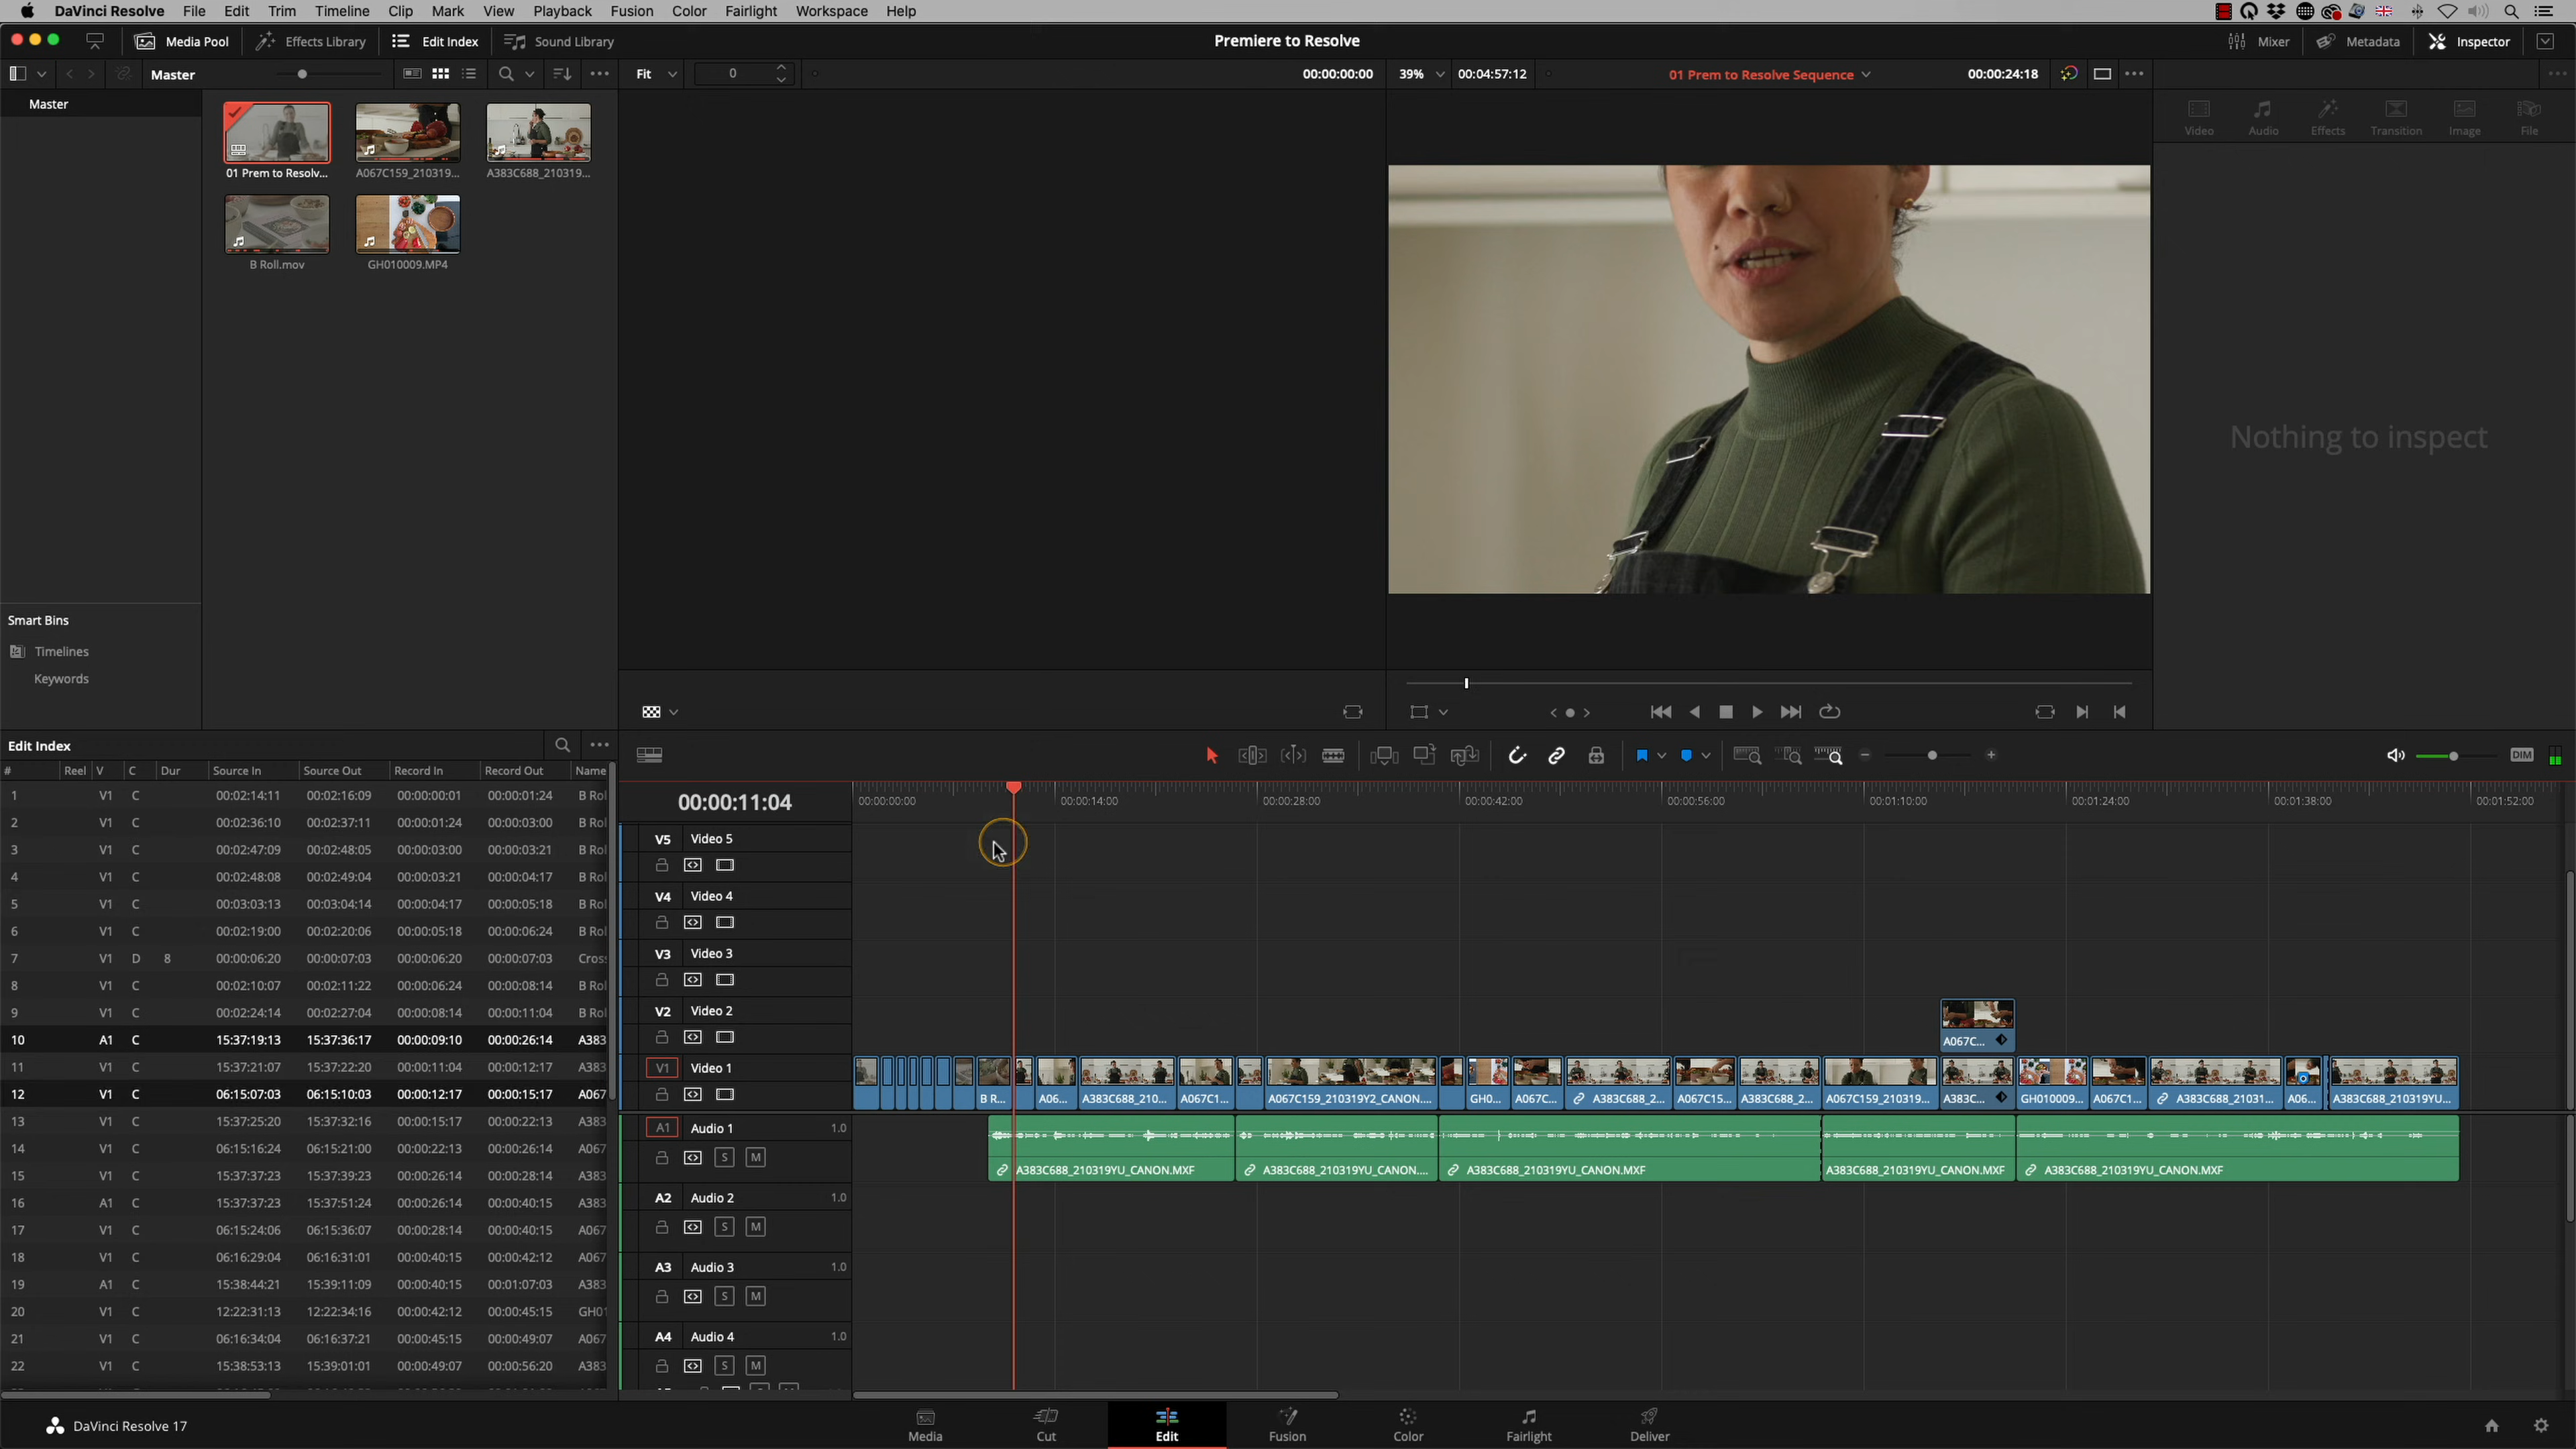 DaVinci Resolve File Edit Trim Timeline Clip Mark View Playback Fusion Color Fairlight Workspace Help
Media Pool Effects Library Edit Index Sound Library Premiere to Resolve Mixer Metadata Inspector
Master Fit 0 00:00:00:00 39% 00:04:57:12 01 Prem to Resolve Sequence 00:00:24:18
Master
Video Audio Effects Transition Image File
01 Prem to Resolv... A067C159_210319... A383C688_210319...
B Roll.mov GH010009.MP4
Nothing to inspect
Smart Bins
Timelines
Keywords
Edit Index
# Reel V C Dur Source In Source Out Record In Record Out Name
1 V1 C 00:02:14:11 00:02:16:09 00:00:00:01 00:00:01:24 B Rol
2 V1 C 00:02:36:10 00:02:37:11 00:00:01:24 00:00:03:00 B Rol
3 V1 C 00:02:47:09 00:02:48:05 00:00:03:00 00:00:03:21 B Rol
4 V1 C 00:02:48:08 00:02:49:04 00:00:03:21 00:00:04:17 B Rol
5 V1 C 00:03:03:13 00:03:04:14 00:00:04:17 00:00:05:18 B Rol
6 V1 C 00:02:19:00 00:02:20:06 00:00:05:18 00:00:06:24 B Rol
7 V1 D 8 00:00:06:20 00:00:07:03 00:00:06:20 00:00:07:03 Cros
8 V1 C 00:02:10:07 00:02:11:22 00:00:06:24 00:00:08:14 B Rol
9 V1 C 00:02:24:14 00:02:27:04 00:00:08:14 00:00:11:04 B Rol
10 A1 C 15:37:19:13 15:37:36:17 00:00:09:10 00:00:26:14 A383
11 V1 C 15:37:21:07 15:37:22:20 00:00:11:04 00:00:12:17 A383
12 V1 C 06:15:07:03 06:15:10:03 00:00:12:17 00:00:15:17 A067
13 V1 C 15:37:25:20 15:37:32:16 00:00:15:17 00:00:22:13 A383
14 V1 C 06:15:16:24 06:15:21:00 00:00:22:13 00:00:26:14 A067
15 V1 C 15:37:37:23 15:37:39:23 00:00:26:14 00:00:28:14 A383
16 A1 C 15:37:37:23 15:37:51:24 00:00:26:14 00:00:40:15 A383
17 V1 C 06:15:24:06 06:15:36:07 00:00:28:14 00:00:40:15 A067
18 V1 C 06:16:29:04 06:16:31:01 00:00:40:15 00:00:42:12 A067
19 A1 C 15:38:44:21 15:39:11:09 00:00:40:15 00:01:07:03 A383
20 V1 C 12:22:31:13 12:22:34:16 00:00:42:12 00:00:45:15 GH01
21 V1 C 06:16:34:04 06:16:37:21 00:00:45:15 00:00:49:07 A067
22 V1 C 15:38:53:13 15:39:01:01 00:00:49:07 00:00:56:20 A383
DIM
00:00:11:04 00:00:00:00 00:00:14:00 00:00:28:00 00:00:42:00 00:00:56:00 00:01:10:00 00:01:24:00 00:01:38:00 00:01:52:00
V5 Video 5
V4 Video 4
V3 Video 3
V2 Video 2
A067C...
V1 Video 1
B R... A06... A383C688_210... A067C1... A067C159_210319Y2_CANON.... GH0... A067C... A383C688_2... A067C15... A383C688_2... A067C159_210319... A383C... GH010009... A067C1... A383C688_21031... A06... A383C688_210319YU...
A1 Audio 1 1.0
S M
A383C688_210319YU_CANON.MXF A383C688_210319YU_CANON.... A383C688_210319YU_CANON.MXF A383C688_210319YU_CANON.MXF A383C688_210319YU_CANON.MXF
A2 Audio 2 1.0
S M
A3 Audio 3 1.0
S M
A4 Audio 4 1.0
S M
DaVinci Resolve 17 Media Cut Edit Fusion Color Fairlight Deliver